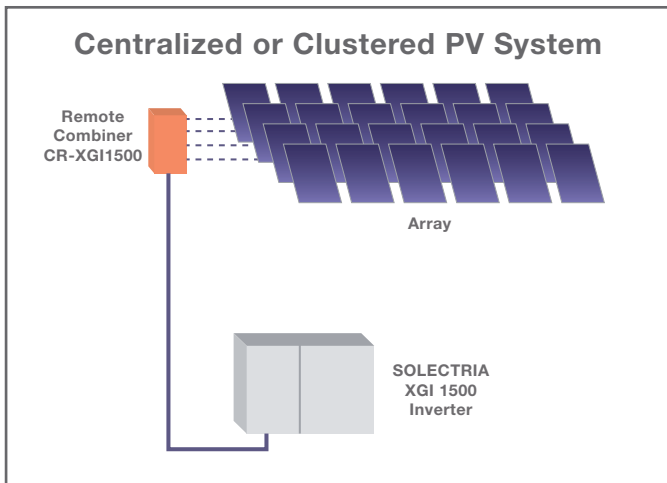 Centralized or Clustered PV System
Remote
Combiner
CR-XGI1500
Array
SOLECTRIA
XGI 1500
Inverter